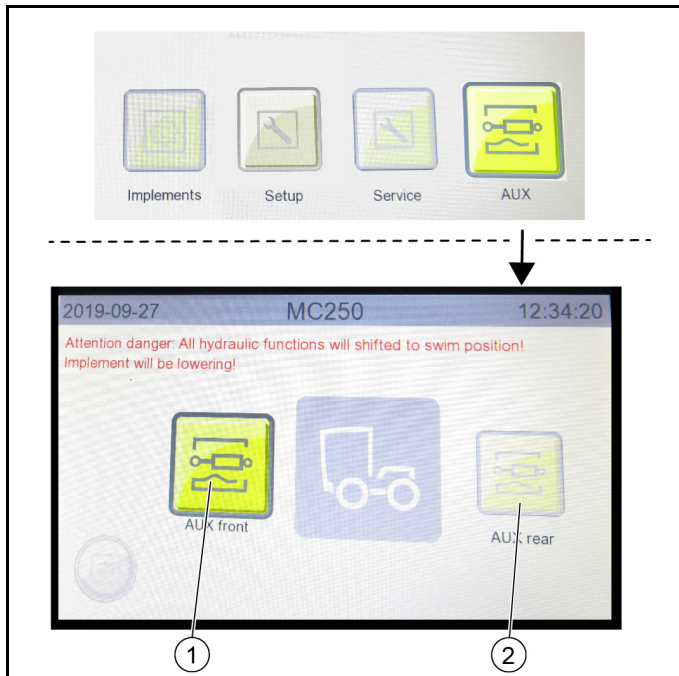 Implements Setup Service AUX
2019-09-27 MC250 12:34:20
Attention danger: All hydraulic functions will shifted to swim position!
Implement will be lowering!
AUX front
AUX rear
1 2